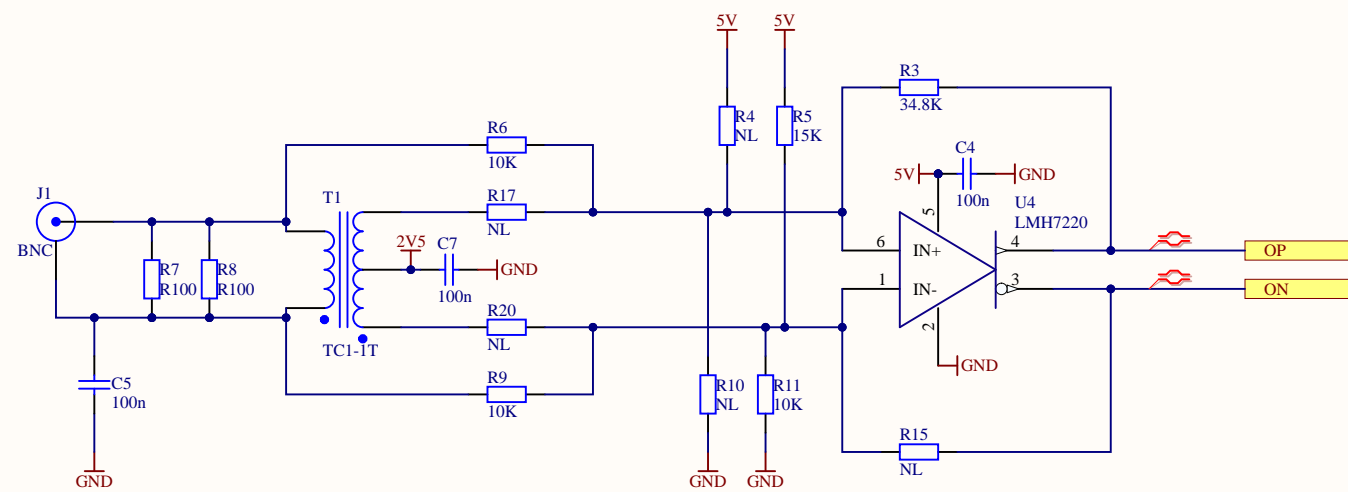 5V
5V
R3
34.8K
R4
NL
R5
15K
R6
10K
C4
100n
5V
GND
J1
BNC
T1
R17
NL
U4
LMH7220
5
6
IN+
4
OP
2V5
C7
100n
GND
R7
R100
R8
R100
1
IN-
3
ON
R20
NL
2
TC1-1T
GND
C5
100n
R9
10K
R10
NL
R11
10K
R15
NL
GND
GND
GND